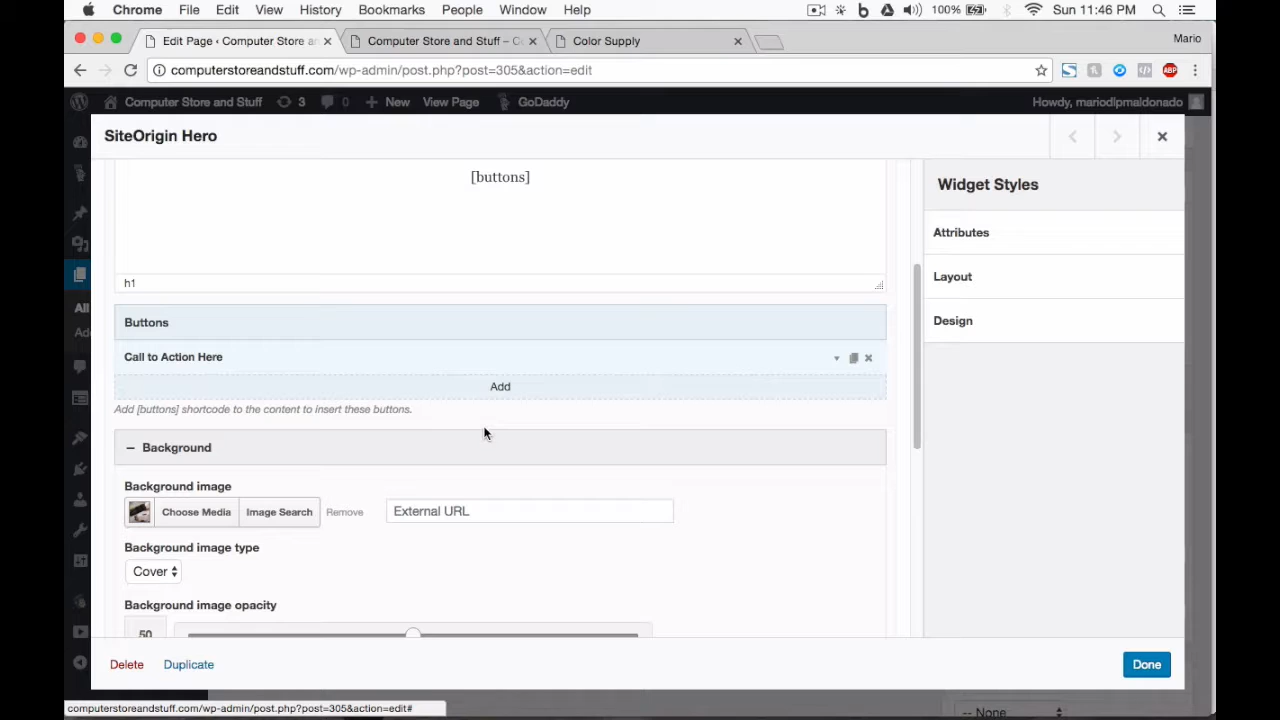 Chrome File Edit View History Bookmarks People Window Help 100% Sun 11:46 PM
Edit Page ‹ Computer Store a Computer Store and Stuff – Co Color Supply Mario
computerstoreandstuff.com/wp-admin/post.php?post=305&action=edit ABP
Computer Store and Stuff 3 0 New View Page GoDaddy Howdy, mariodlpmaldonado
SiteOrigin Hero
[buttons]
Widget Styles
Attributes
h1
Layout
All
Buttons
Design
Ad
Call to Action Here
Add
Add [buttons] shortcode to the content to insert these buttons.
Background
Background image
Choose Media Image Search Remove External URL
Background image type
Cover
Background image opacity
50
Delete Duplicate Done
computerstoreandstuff.com/wp-admin/post.php?post=305&action=edit#
-- None